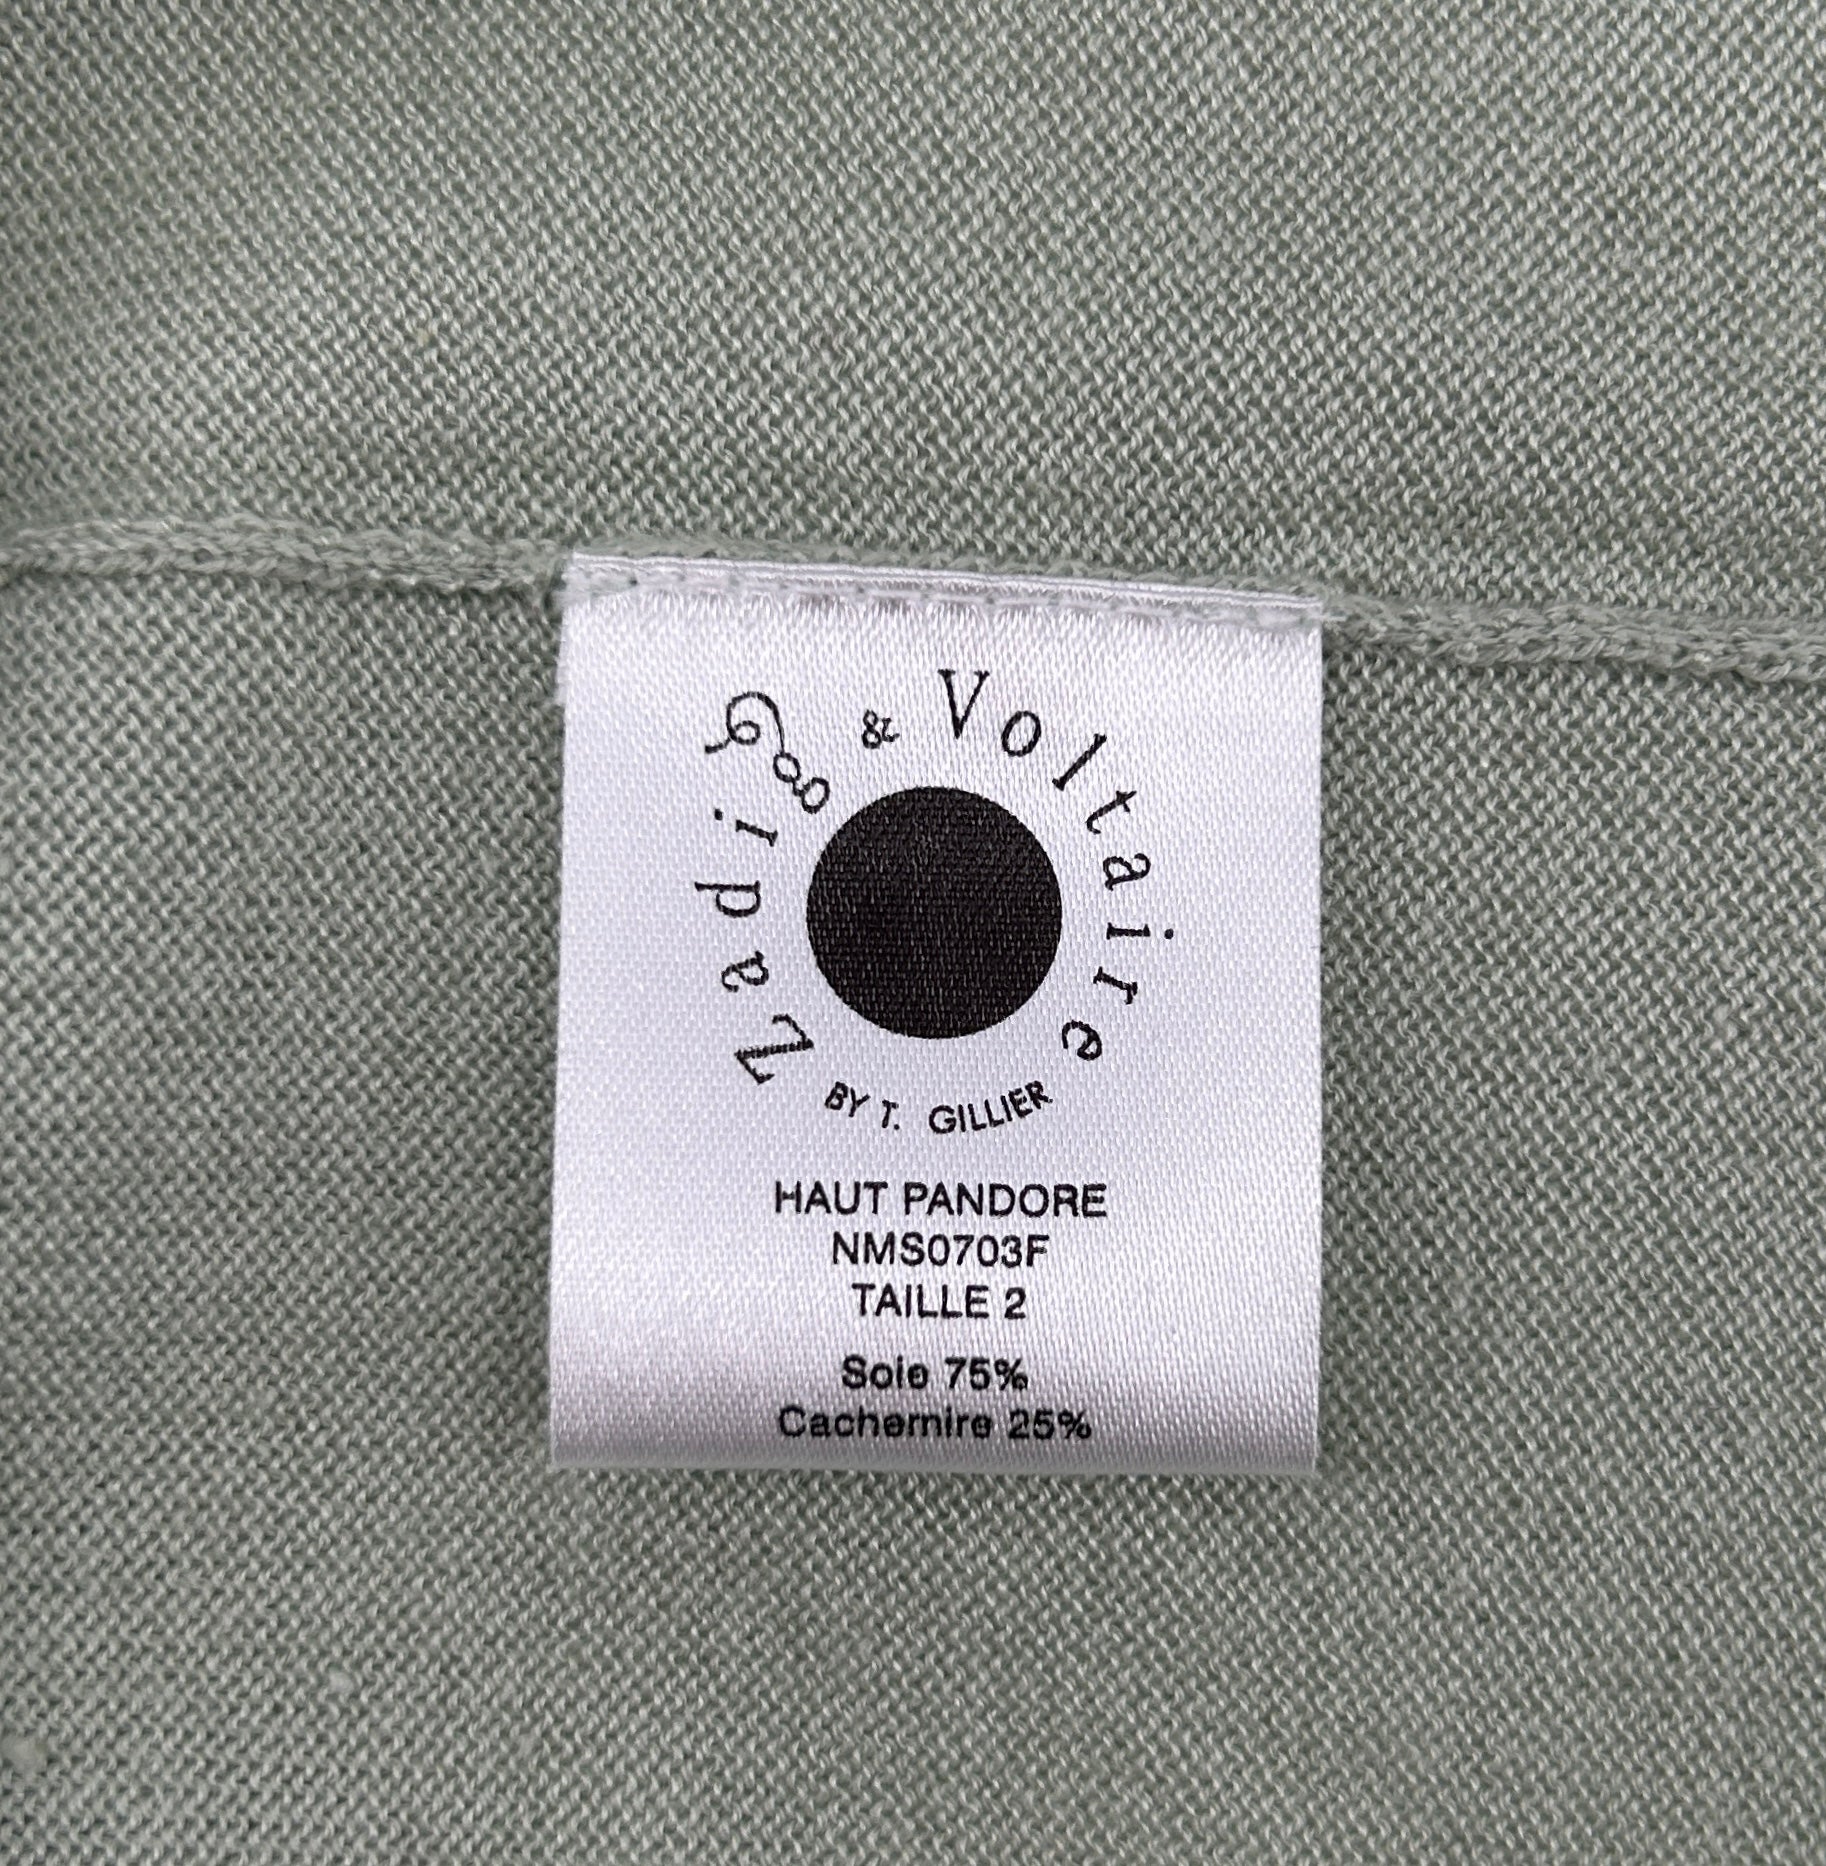 Zadig & Voltaire
BY T. GILLIER
HAUT PANDORE
NMS0703F
TAILLE 2
Soie 75%
Cachemire 25%